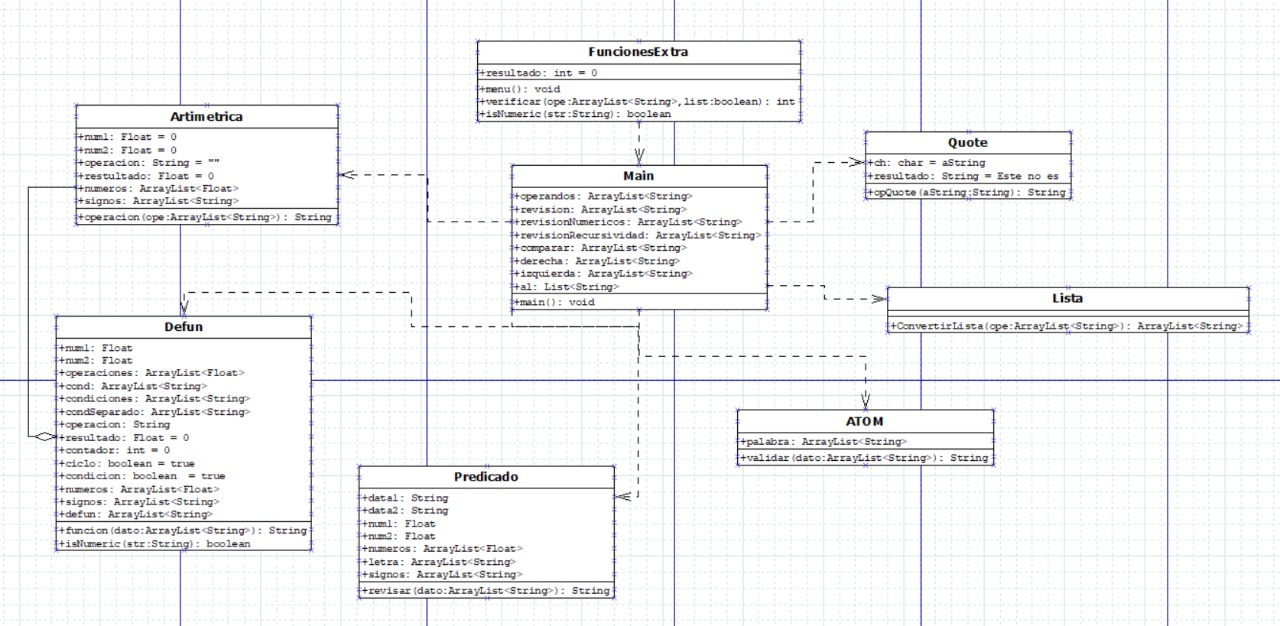 FuncionesExtra
+resultado: int = 0
+menu(): void
+verificar(ope:ArrayList<String>,list:boolean): int
+isNumeric(str:String): boolean
Artimetrica
+num1: Float = 0
+num2: Float = 0
+operacion: String = ""
+restultado: Float = 0
+numeros: ArrayList<Float>
+signos: ArrayList<String>
+operacion(ope:ArrayList<String>): String
Quote
+ch: char = aString
+resultado: String = Este no es
+opQuote(aString:String): String
Main
+operandos: ArrayList<String>
+revision: ArrayList<String>
+revisionNumericos: ArrayList<String>
+revisionRecursividad: ArrayList<String>
+comparar: ArrayList<String>
+derecha: ArrayList<String>
+izquierda: ArrayList<String>
+al: List<String>
+main(): void
Lista
+ConvertirLista(ope:ArrayList<String>): ArrayList<String>
Defun
+num1: Float
+num2: Float
+operaciones: ArrayList<Float>
+cond: ArrayList<String>
+condiciones: ArrayList<String>
+condSeparado: ArrayList<String>
+operacion: String
+resultado: Float = 0
+contador: int = 0
+ciclo: boolean = true
+condicion: boolean  = true
+numeros: ArrayList<Float>
+signos: ArrayList<String>
+defun: ArrayList<String>
+funcion(dato:ArrayList<String>): String
+isNumeric(str:String): boolean
ATOM
+palabra: ArrayList<String>
+validar(dato:ArrayList<String>): String
Predicado
+data1: String
+data2: String
+num1: Float
+num2: Float
+numeros: ArrayList<Float>
+letra: ArrayList<String>
+signos: ArrayList<String>
+revisar(dato:ArrayList<String>): String